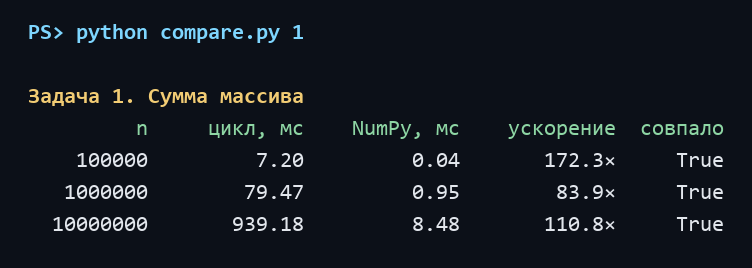 PS> python compare.py 1
Задача 1. Сумма массива
n цикл, мс NumPy, мс ускорение совпало
100000 7.20 0.04 172.3× True
1000000 79.47 0.95 83.9× True
10000000 939.18 8.48 110.8× True